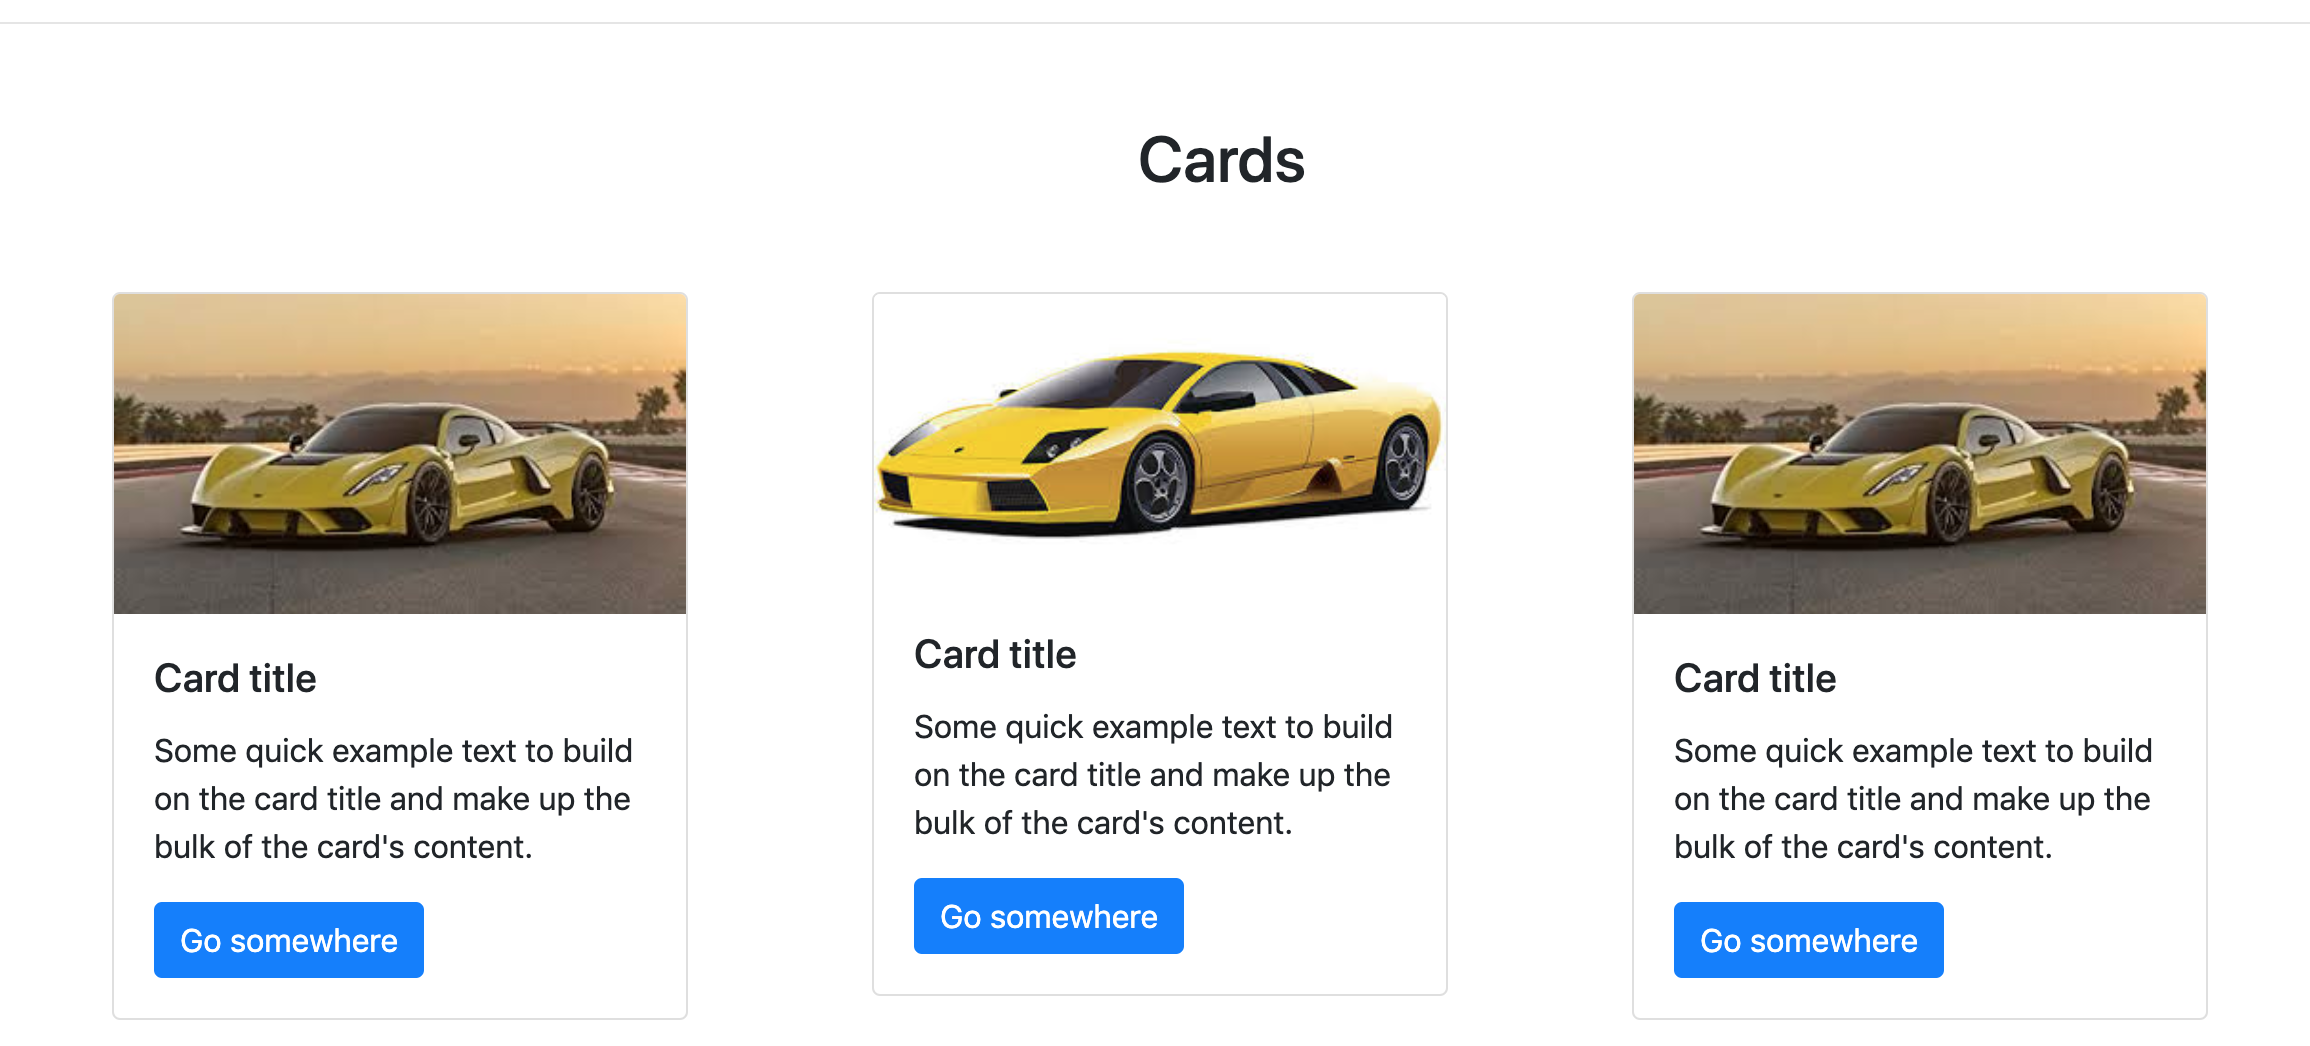 Cards
Card title
Some quick example text to build
on the card title and make up the
bulk of the card's content.
Go somewhere
Card title
Some quick example text to build
on the card title and make up the
bulk of the card's content.
Go somewhere
Card title
Some quick example text to build
on the card title and make up the
bulk of the card's content.
Go somewhere